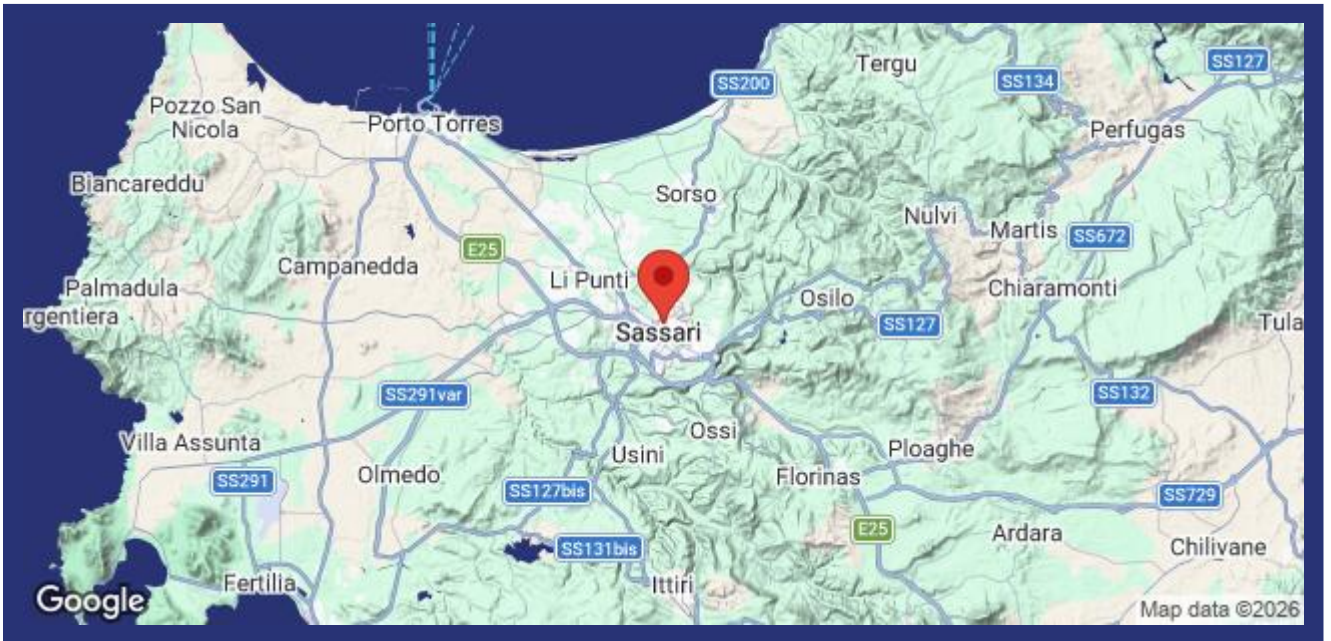 SS127
Tergu
SS200
SS134
Pozzo San
Nicola
Porto Torres
Perfugas
Biancareddu
Sorso
Nulvi
Martis
SS672
E25
Campanedda
Li Punti
Palmadula
Osilo
Chiaramonti
rgentiera
SS127
Tula
Sassari
SS291var
SS132
Villa Assunta
Ossi
Usini
Ploaghe
Olmedo
Florinas
SS291
SS127bis
SS729
E25
Ardara
SS131bis
Chilivane
Fertilia
Ittiri
Google
Map data ©2026